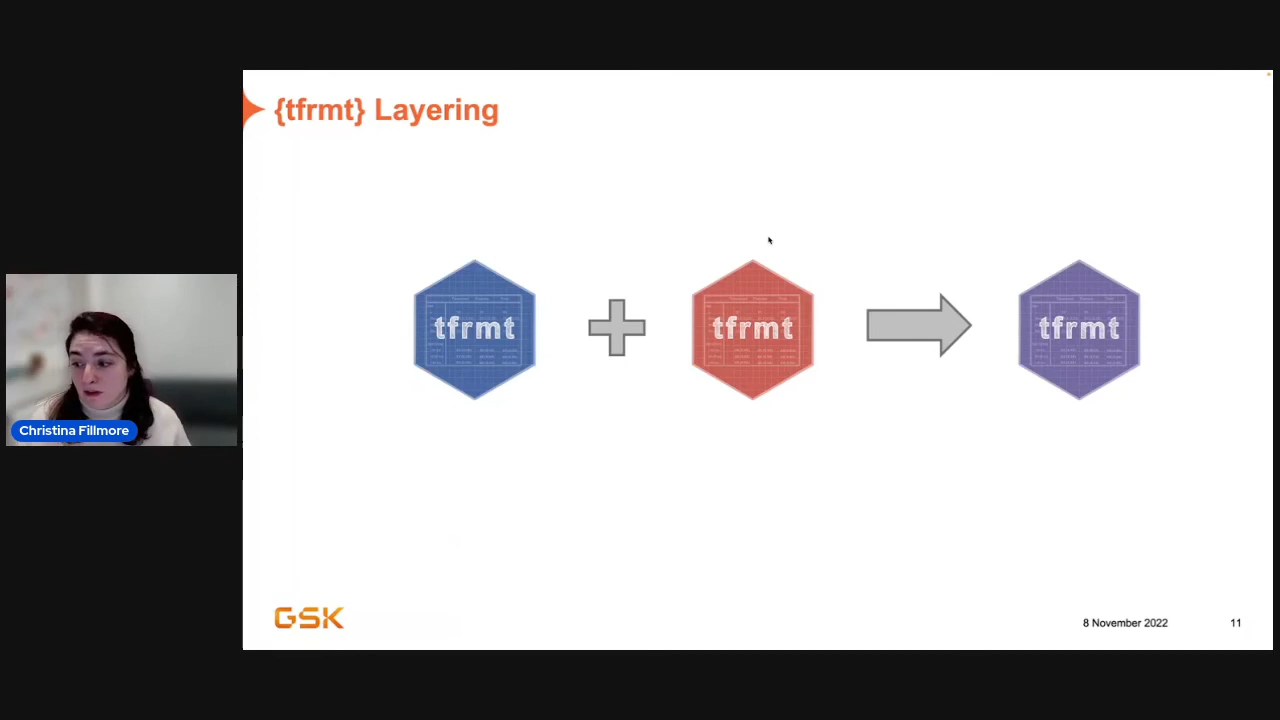 {tfrmt} Layering
tfrmt
tfrmt
tfrmt
Christina Fillmore
GSK
8 November 2022
11